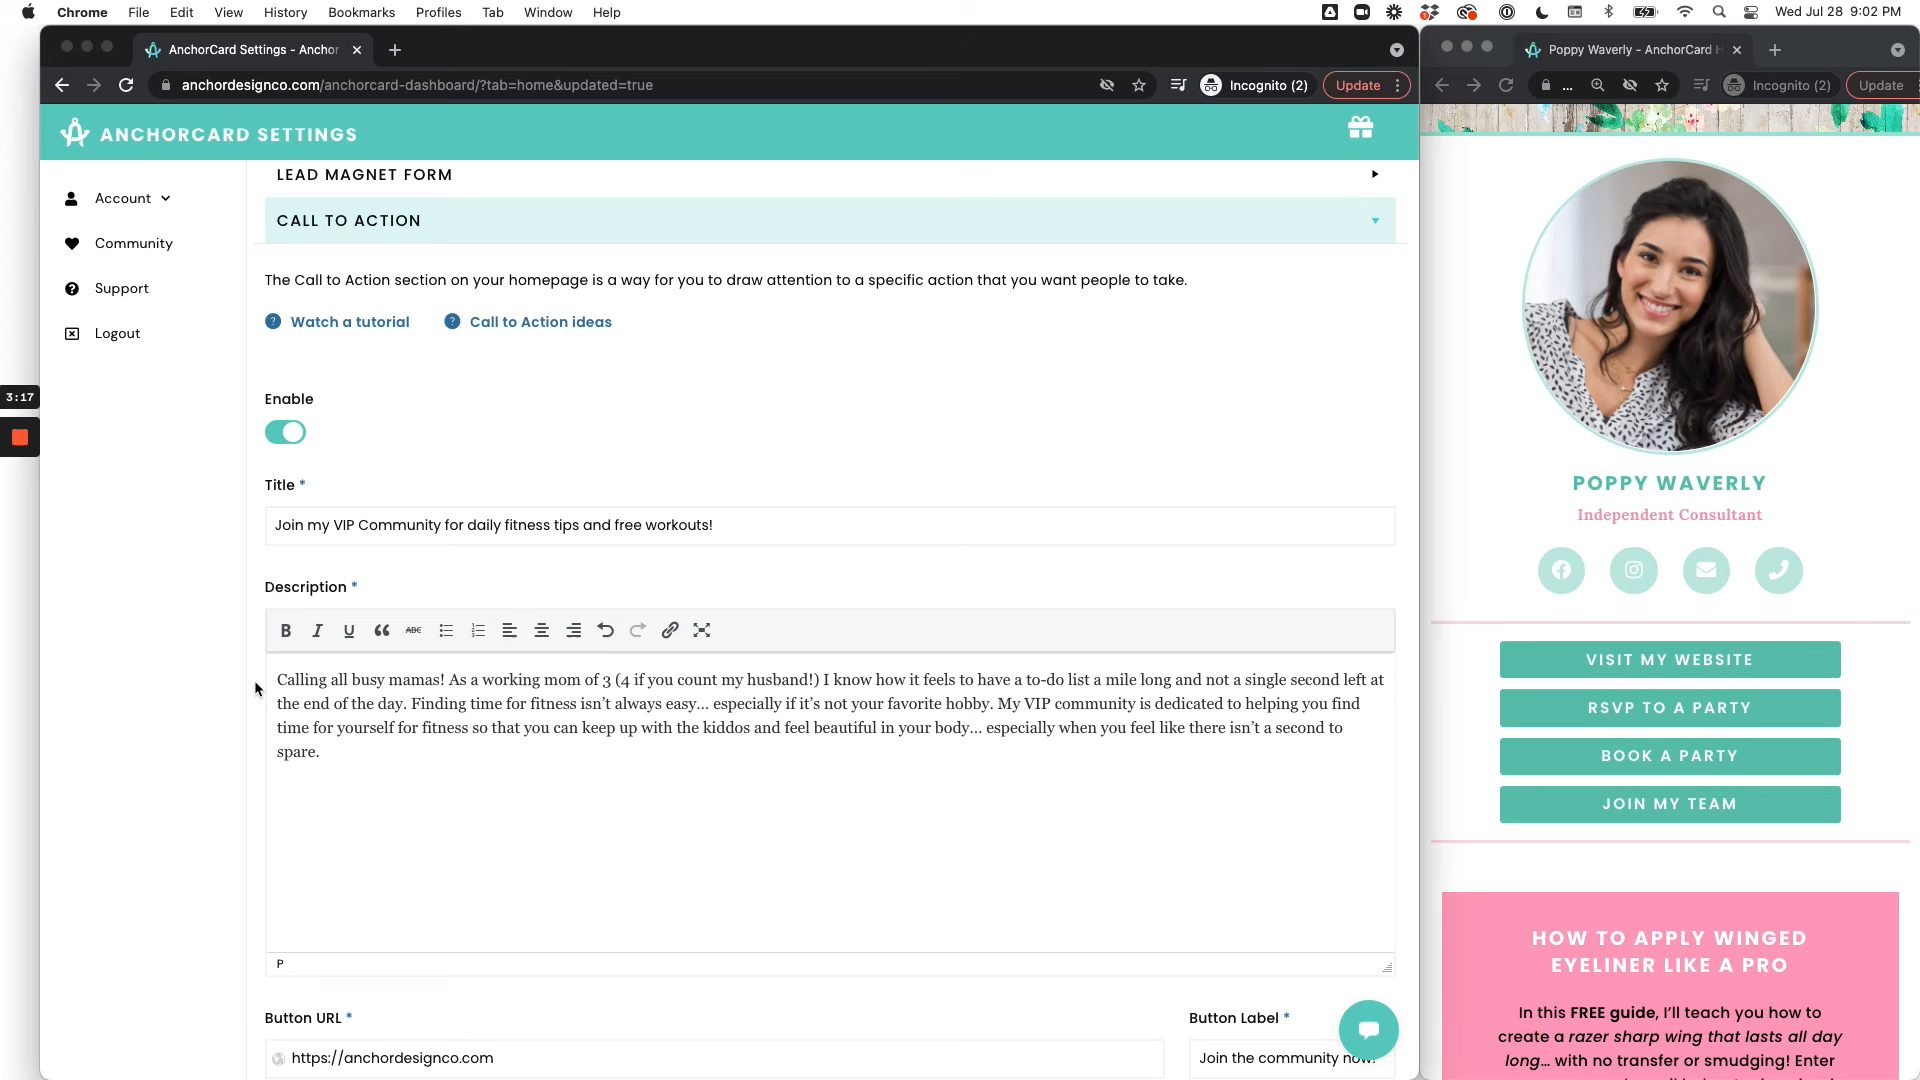 Chrome File Edit View History Bookmarks Profiles Tab Window Help
Wed Jul 28 9:02 PM
AnchorCard Settings - Anchor
anchordesignco.com/anchorcard-dashboard/?tab=home&updated=true
Incognito (2)
Update
ANCHORCARD SETTINGS
Account
Community
Support
Logout
3:17
LEAD MAGNET FORM
CALL TO ACTION
The Call to Action section on your homepage is a way for you to draw attention to a specific action that you want people to take.
? Watch a tutorial
? Call to Action ideas
Enable
Title *
Join my VIP Community for daily fitness tips and free workouts!
Description *
B I U ABC
Calling all busy mamas! As a working mom of 3 (4 if you count my husband!) I know how it feels to have a to-do list a mile long and not a single second left at
the end of the day. Finding time for fitness isn’t always easy… especially if it’s not your favorite hobby. My VIP community is dedicated to helping you find
time for yourself for fitness so that you can keep up with the kiddos and feel beautiful in your body… especially when you feel like there isn’t a second to
spare.
P
Button URL *
https://anchordesignco.com
Button Label *
Join the community now!
Poppy Waverly - AnchorCard H
...
Incognito (2)
Update
POPPY WAVERLY
Independent Consultant
VISIT MY WEBSITE
RSVP TO A PARTY
BOOK A PARTY
JOIN MY TEAM
HOW TO APPLY WINGED
EYELINER LIKE A PRO
In this FREE guide, I’ll teach you how to
create a razer sharp wing that lasts all day
long… with no transfer or smudging! Enter